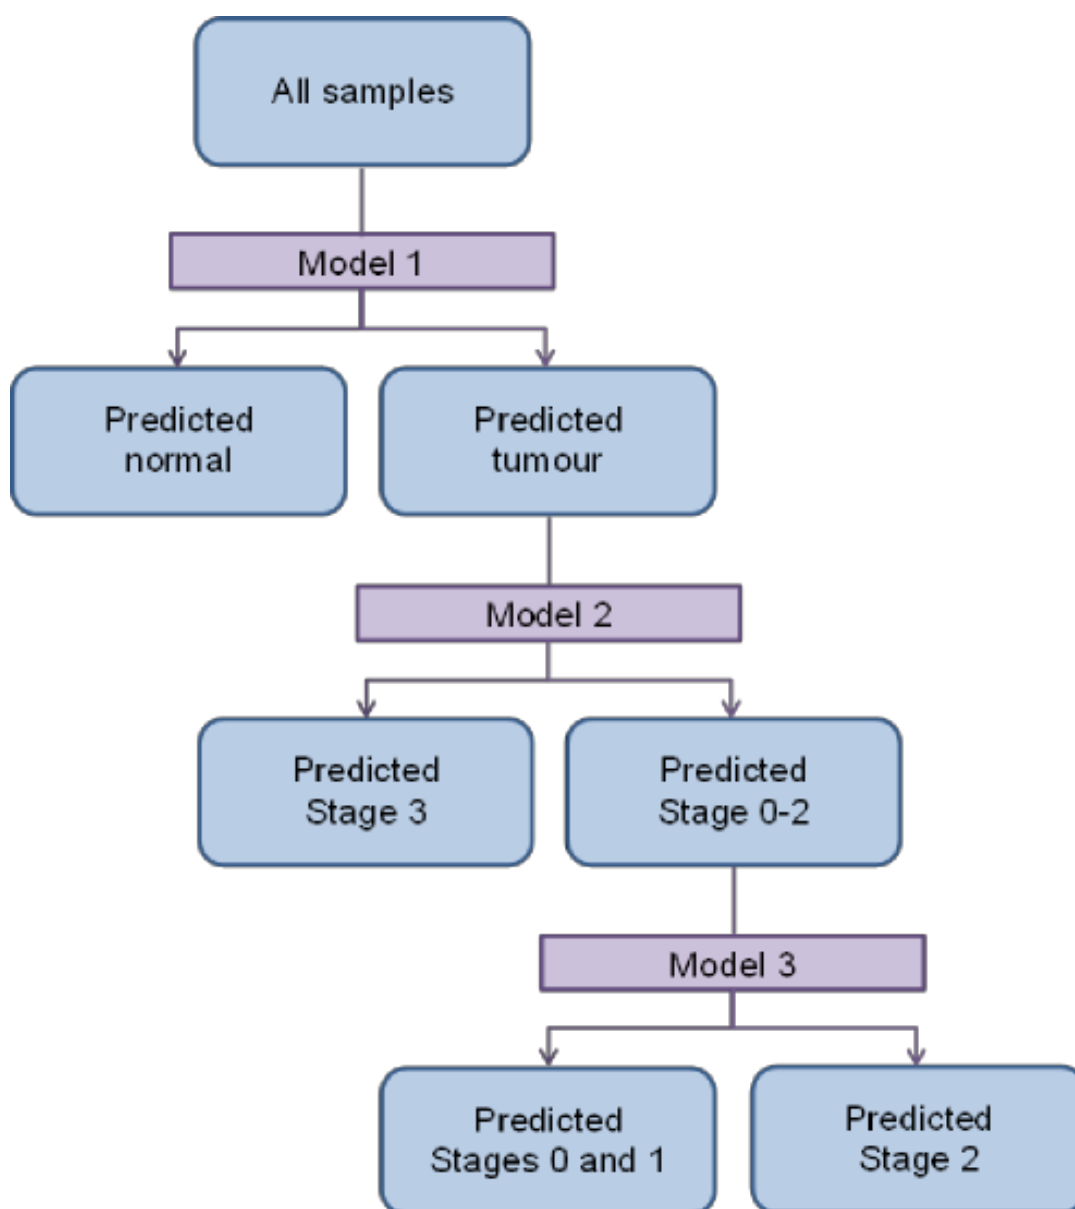 All samples
Model 1
Predicted
normal
Predicted
tumour
Model 2
Predicted
Stage 3
Predicted
Stage 0-2
Model 3
Predicted
Stages 0 and 1
Predicted
Stage 2